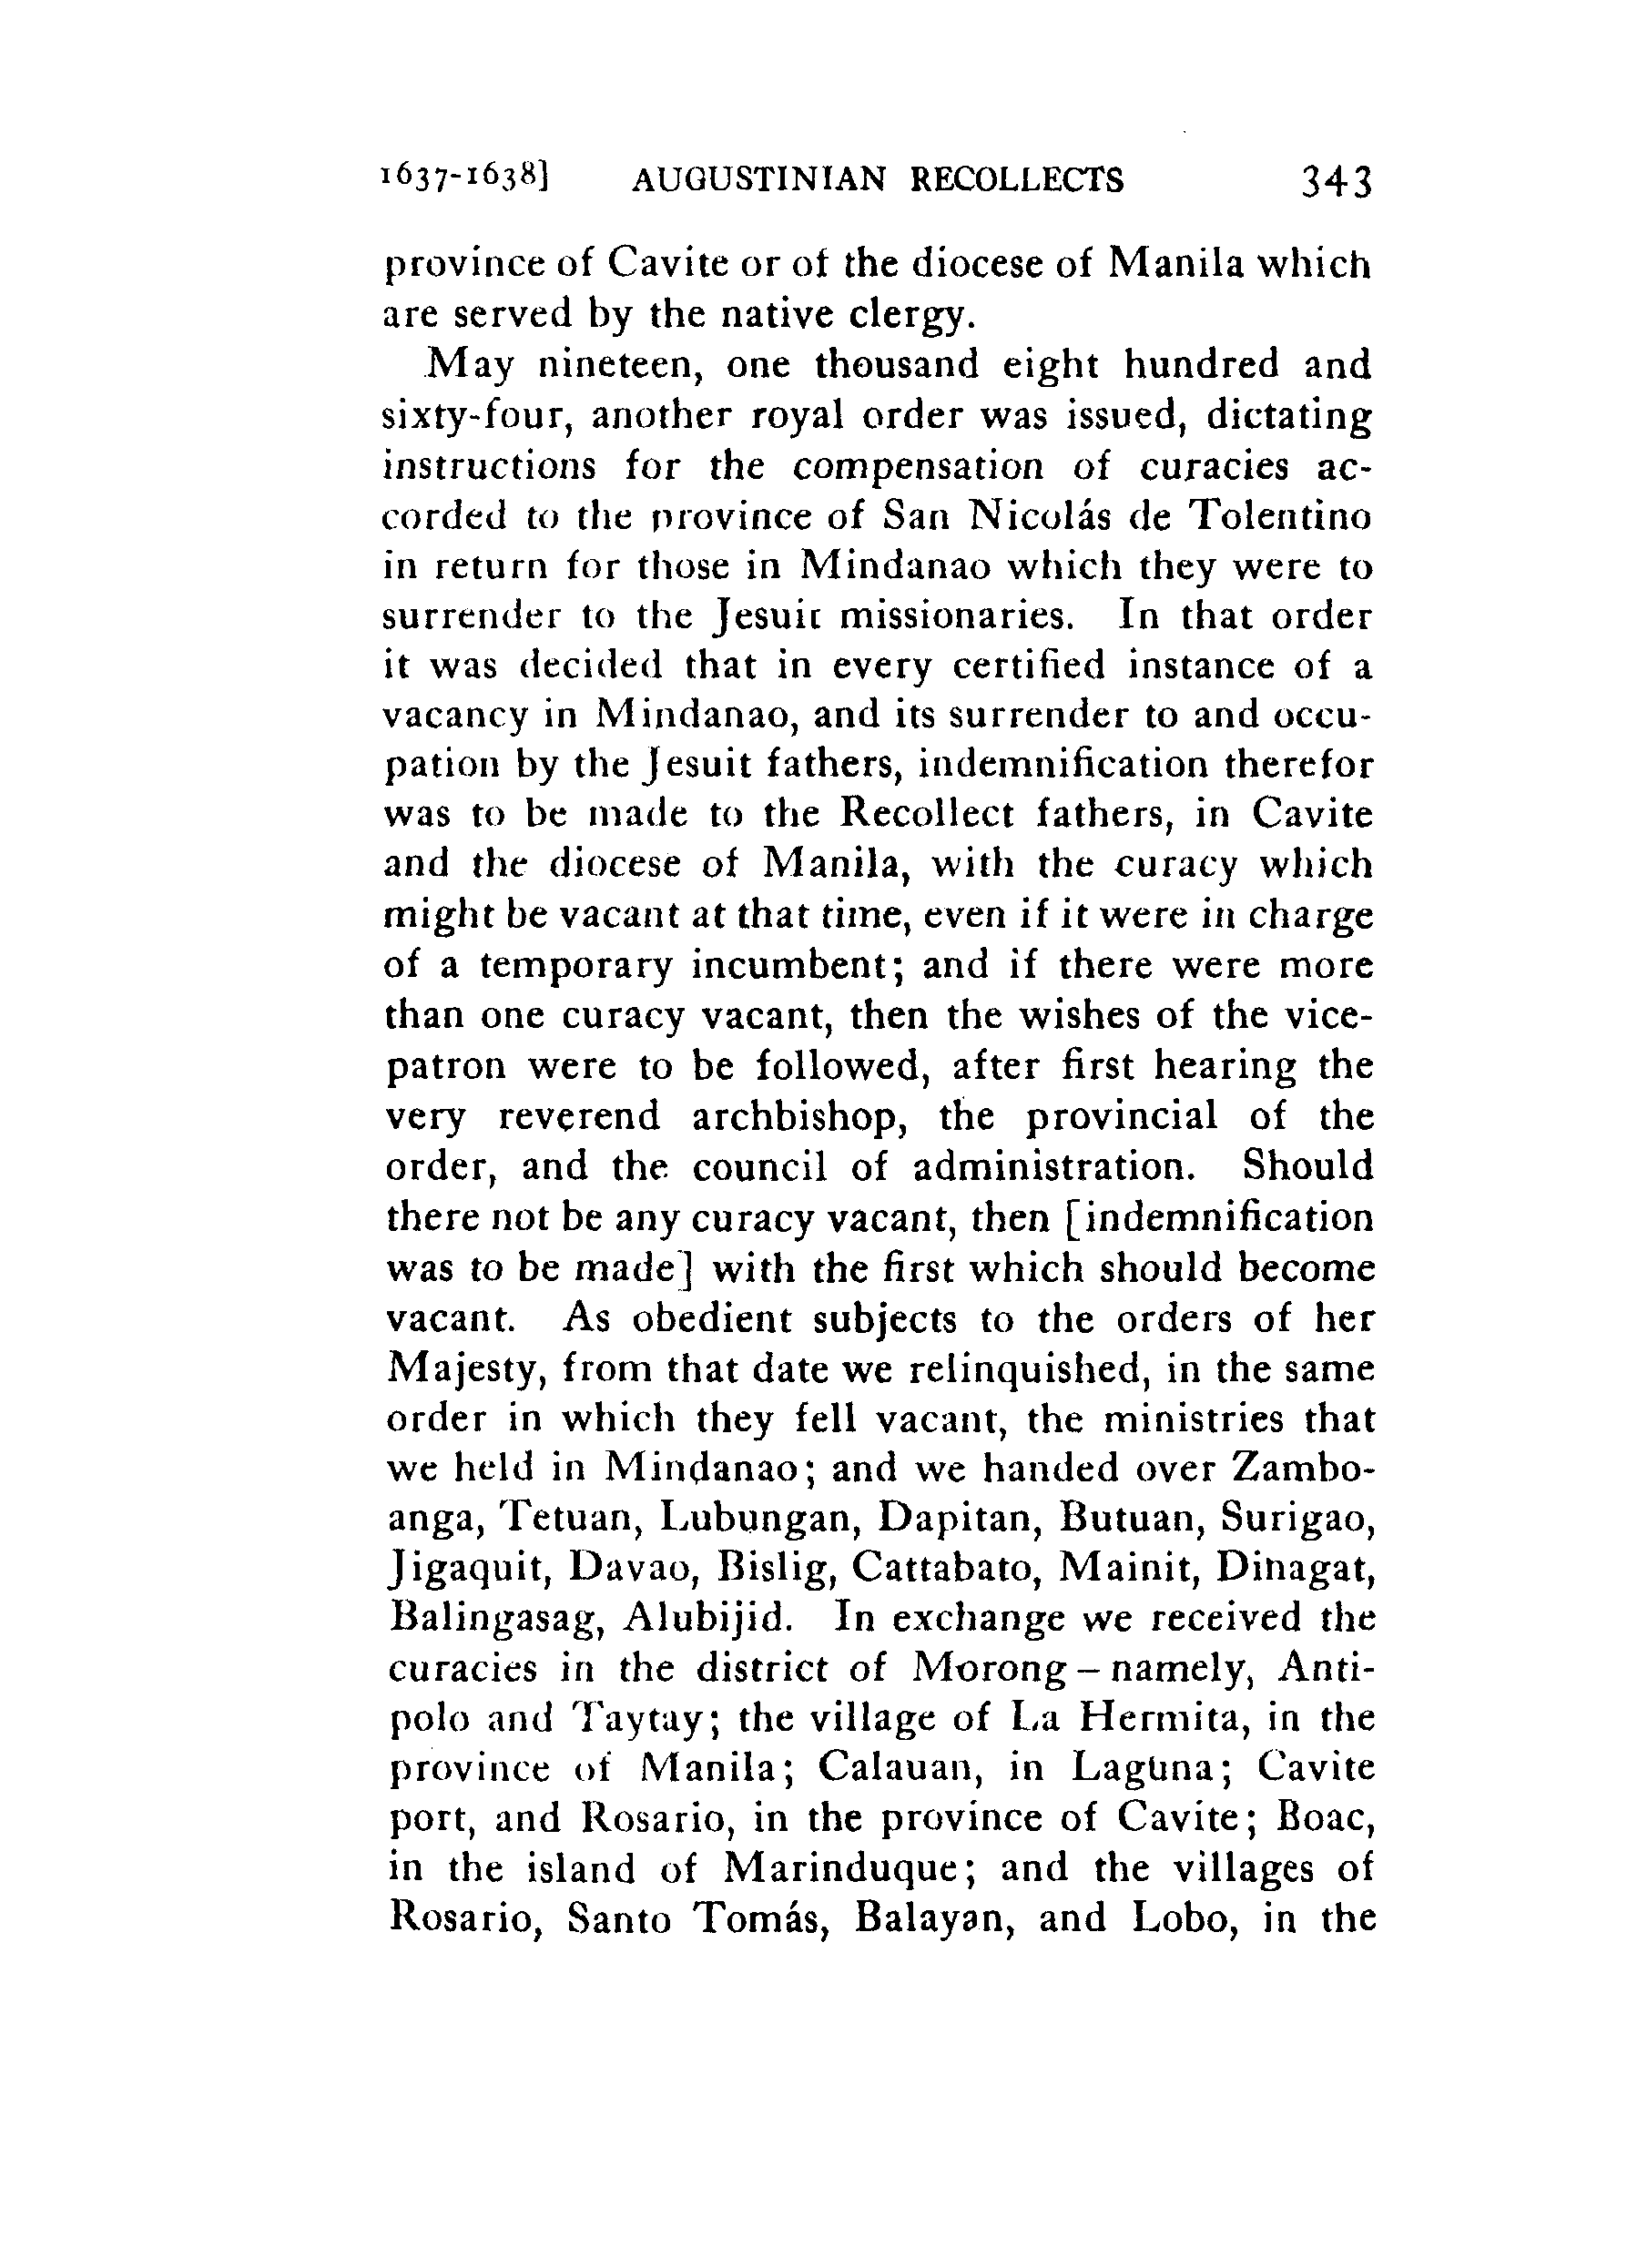 1637-1638] AUGUSTINIAN RECOLLECTS 343
province of Cavite or of the diocese of Manila which
are served by the native clergy.
May nineteen, one thousand eight hundred and
sixty-four, another royal order was issued, dictating
instructions for the compensation of curacies ac-
corded to the province of San Nicolás de Tolentino
in return for those in Mindanao which they were to
surrender to the Jesuit missionaries. In that order
it was decided that in every certified instance of a
vacancy in Mindanao, and its surrender to and occu-
pation by the Jesuit fathers, indemnification therefor
was to be made to the Recollect fathers, in Cavite
and the diocese of Manila, with the curacy which
might be vacant at that time, even if it were in charge
of a temporary incumbent; and if there were more
than one curacy vacant, then the wishes of the vice-
patron were to be followed, after first hearing the
very reverend archbishop, the provincial of the
order, and the council of administration. Should
there not be any curacy vacant, then [indemnification
was to be made] with the first which should become
vacant. As obedient subjects to the orders of her
Majesty, from that date we relinquished, in the same
order in which they fell vacant, the ministries that
we held in Mindanao; and we handed over Zambo-
anga, Tetuan, Lubungan, Dapitan, Butuan, Surigao,
Jigaquit, Davao, Bislig, Cattabato, Mainit, Dinagat,
Balingasag, Alubijid. In exchange we received the
curacies in the district of Morong – namely, Anti-
polo and Taytay; the village of La Hermita, in the
province of Manila; Calauan, in Laguna; Cavite
port, and Rosario, in the province of Cavite; Boac,
in the island of Marinduque; and the villages of
Rosario, Santo Tomás, Balayan, and Lobo, in the